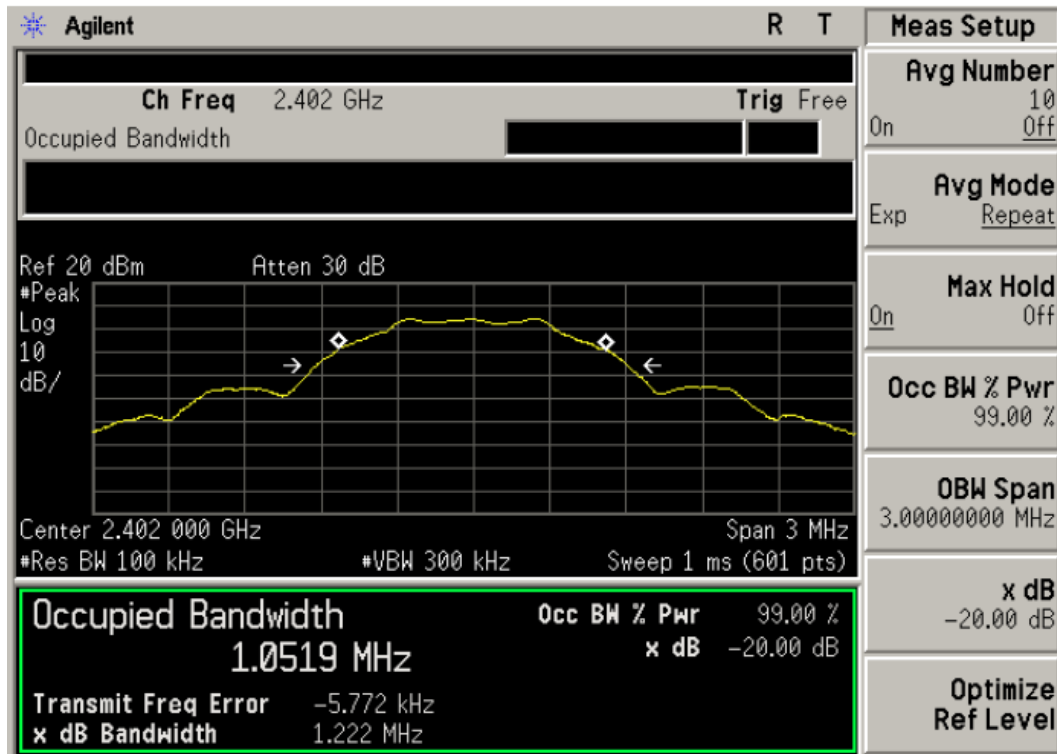 Agilent R T
Ch Freq 2.402 GHz Trig Free
Occupied Bandwidth
Ref 20 dBm Atten 30 dB
#Peak
Log
10
dB/
Center 2.402 000 GHz Span 3 MHz
#Res BW 100 kHz #VBW 300 kHz Sweep 1 ms (601 pts)
Occupied Bandwidth
1.0519 MHz
Occ BW % Pwr 99.00 %
x dB -20.00 dB
Transmit Freq Error -5.772 kHz
x dB Bandwidth 1.222 MHz
Meas Setup
Avg Number
10
On Off
Avg Mode
Exp Repeat
Max Hold
On Off
Occ BW % Pwr
99.00 %
OBW Span
3.00000000 MHz
x dB
-20.00 dB
Optimize
Ref Level